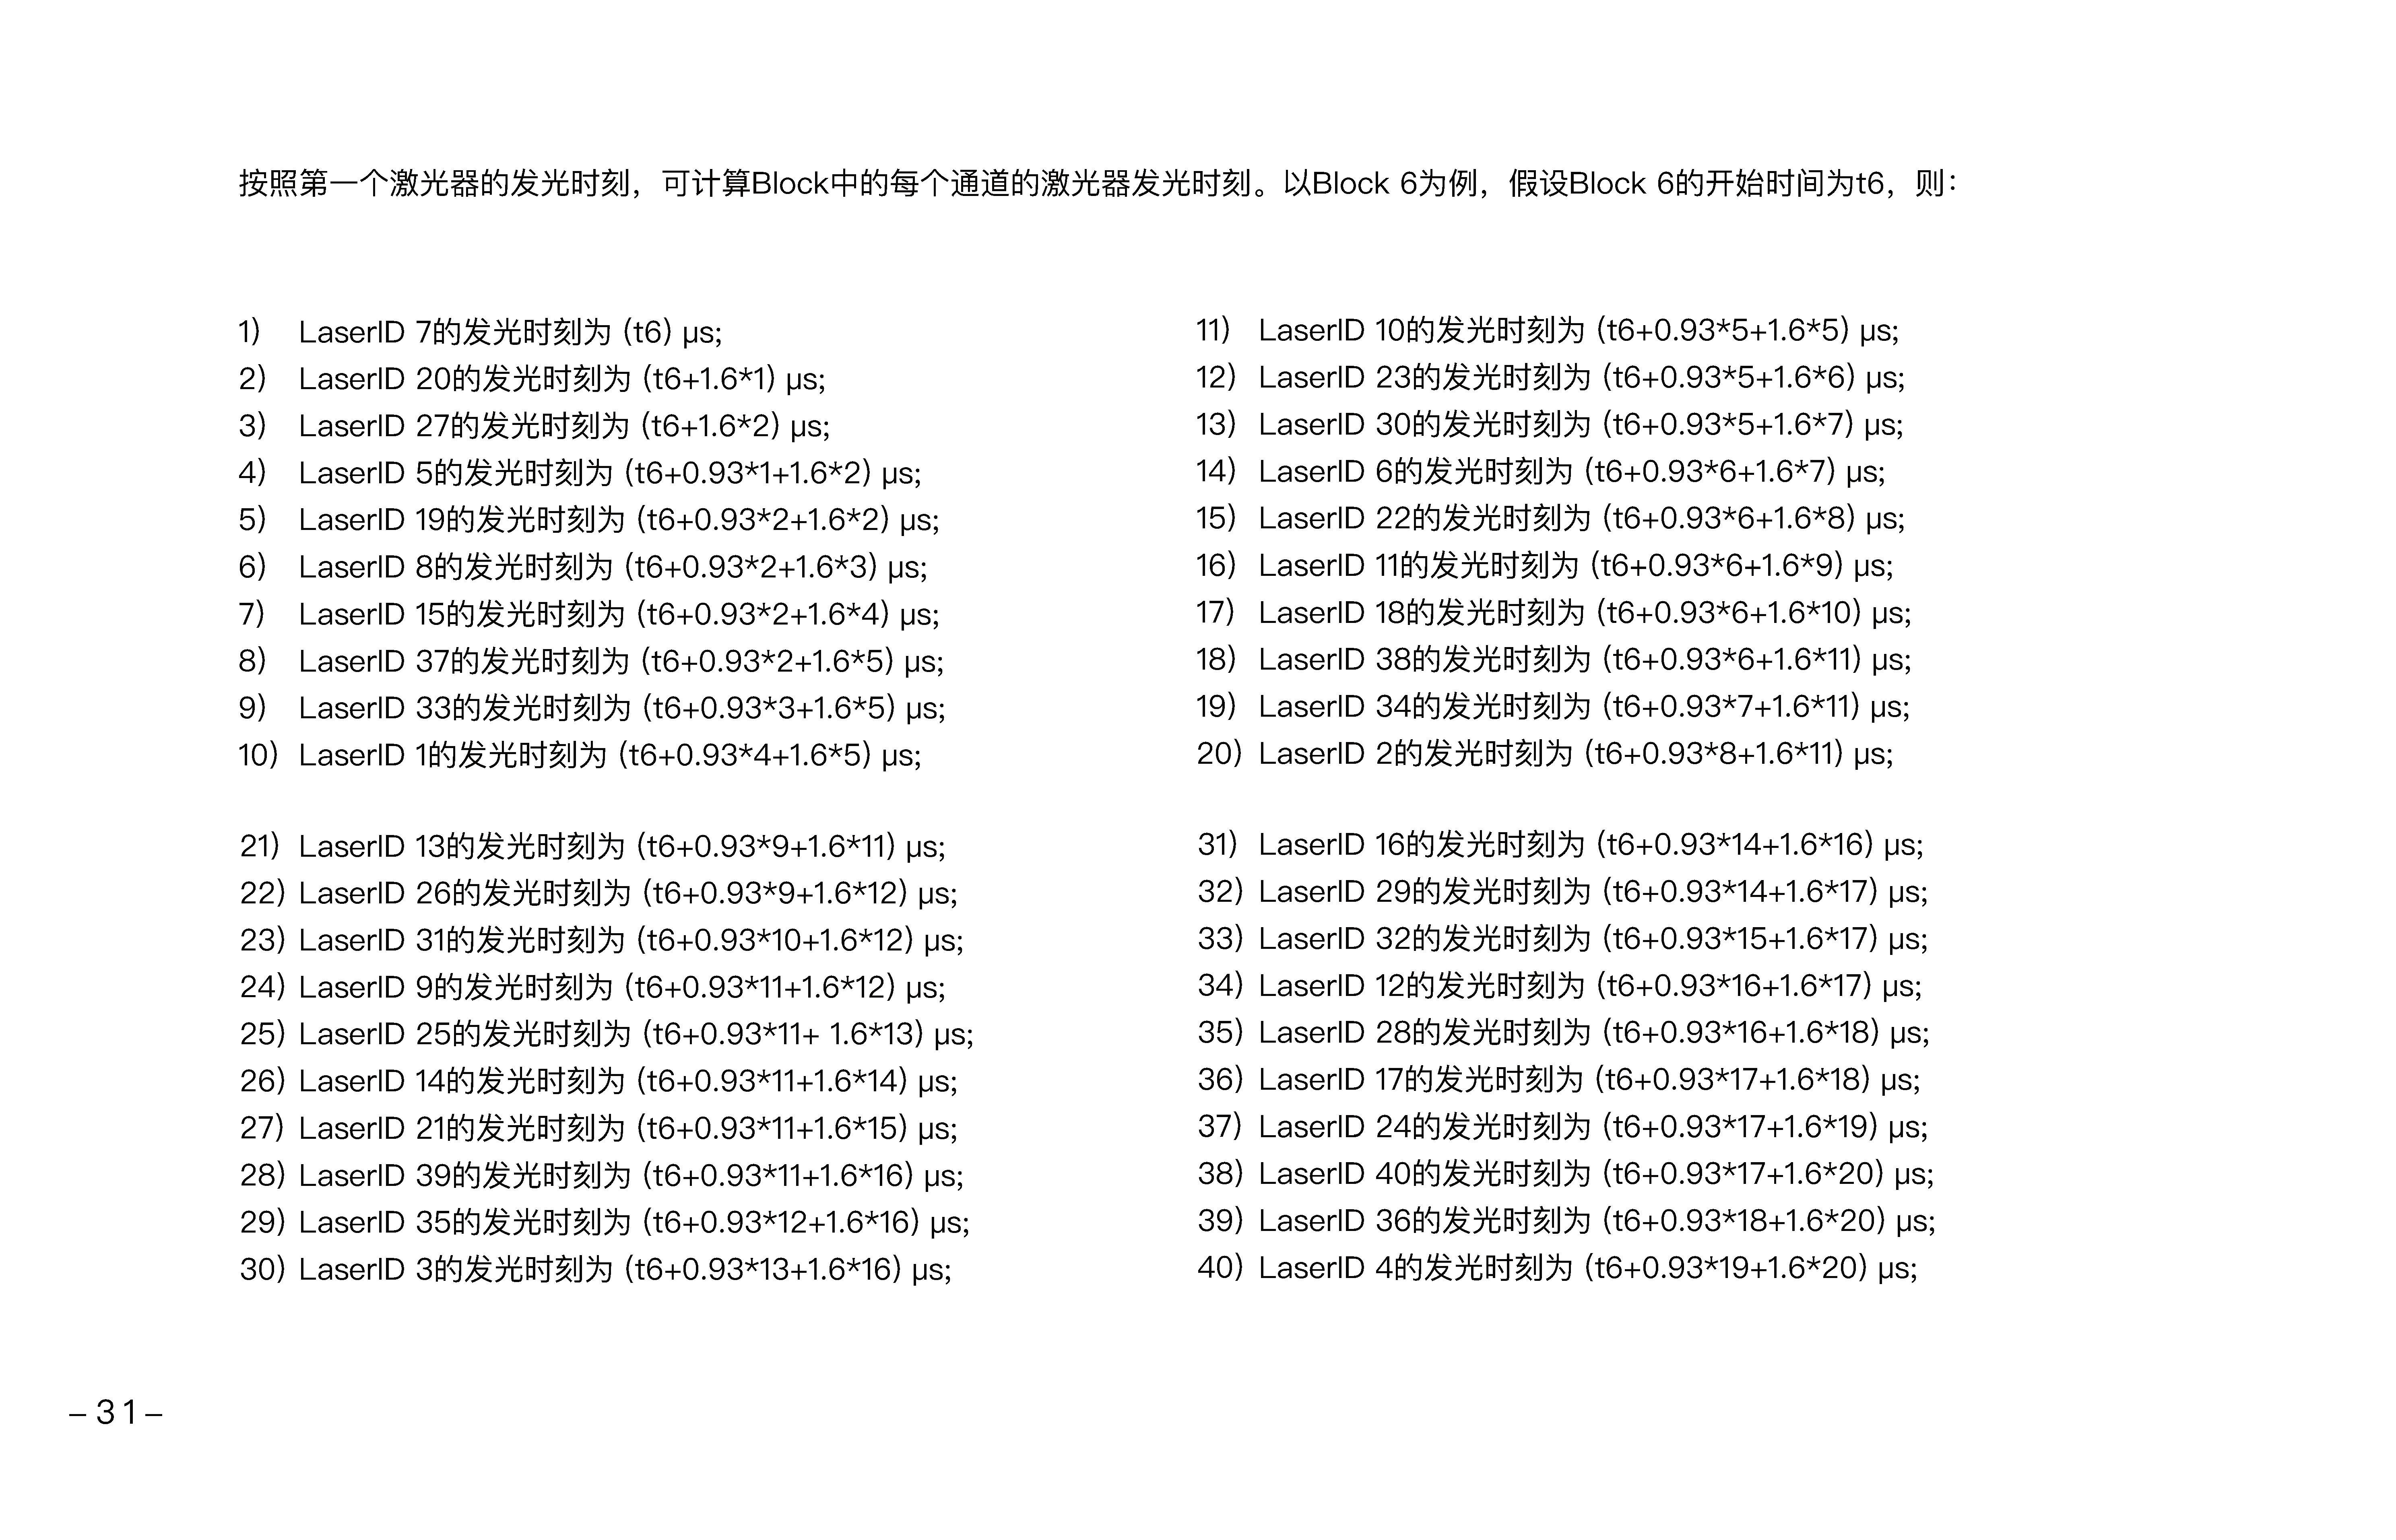 按照第一个激光器的发光时刻，可计算Block中的每个通道的激光器发光时刻。以Block 6为例，假设Block 6的开始时间为t6，则：
1) LaserID 7的发光时刻为 (t6) μs;
2) LaserID 20的发光时刻为 (t6+1.6*1) μs;
3) LaserID 27的发光时刻为 (t6+1.6*2) μs;
4) LaserID 5的发光时刻为 (t6+0.93*1+1.6*2) μs;
5) LaserID 19的发光时刻为 (t6+0.93*2+1.6*2) μs;
6) LaserID 8的发光时刻为 (t6+0.93*2+1.6*3) μs;
7) LaserID 15的发光时刻为 (t6+0.93*2+1.6*4) μs;
8) LaserID 37的发光时刻为 (t6+0.93*2+1.6*5) μs;
9) LaserID 33的发光时刻为 (t6+0.93*3+1.6*5) μs;
10) LaserID 1的发光时刻为 (t6+0.93*4+1.6*5) μs;
11) LaserID 10的发光时刻为 (t6+0.93*5+1.6*5) μs;
12) LaserID 23的发光时刻为 (t6+0.93*5+1.6*6) μs;
13) LaserID 30的发光时刻为 (t6+0.93*5+1.6*7) μs;
14) LaserID 6的发光时刻为 (t6+0.93*6+1.6*7) μs;
15) LaserID 22的发光时刻为 (t6+0.93*6+1.6*8) μs;
16) LaserID 11的发光时刻为 (t6+0.93*6+1.6*9) μs;
17) LaserID 18的发光时刻为 (t6+0.93*6+1.6*10) μs;
18) LaserID 38的发光时刻为 (t6+0.93*6+1.6*11) μs;
19) LaserID 34的发光时刻为 (t6+0.93*7+1.6*11) μs;
20) LaserID 2的发光时刻为 (t6+0.93*8+1.6*11) μs;
21) LaserID 13的发光时刻为 (t6+0.93*9+1.6*11) μs;
22) LaserID 26的发光时刻为 (t6+0.93*9+1.6*12) μs;
23) LaserID 31的发光时刻为 (t6+0.93*10+1.6*12) μs;
24) LaserID 9的发光时刻为 (t6+0.93*11+1.6*12) μs;
25) LaserID 25的发光时刻为 (t6+0.93*11+ 1.6*13) μs;
26) LaserID 14的发光时刻为 (t6+0.93*11+1.6*14) μs;
27) LaserID 21的发光时刻为 (t6+0.93*11+1.6*15) μs;
28) LaserID 39的发光时刻为 (t6+0.93*11+1.6*16) μs;
29) LaserID 35的发光时刻为 (t6+0.93*12+1.6*16) μs;
30) LaserID 3的发光时刻为 (t6+0.93*13+1.6*16) μs;
31) LaserID 16的发光时刻为 (t6+0.93*14+1.6*16) μs;
32) LaserID 29的发光时刻为 (t6+0.93*14+1.6*17) μs;
33) LaserID 32的发光时刻为 (t6+0.93*15+1.6*17) μs;
34) LaserID 12的发光时刻为 (t6+0.93*16+1.6*17) μs;
35) LaserID 28的发光时刻为 (t6+0.93*16+1.6*18) μs;
36) LaserID 17的发光时刻为 (t6+0.93*17+1.6*18) μs;
37) LaserID 24的发光时刻为 (t6+0.93*17+1.6*19) μs;
38) LaserID 40的发光时刻为 (t6+0.93*17+1.6*20) μs;
39) LaserID 36的发光时刻为 (t6+0.93*18+1.6*20) μs;
40) LaserID 4的发光时刻为 (t6+0.93*19+1.6*20) μs;
– 31 –